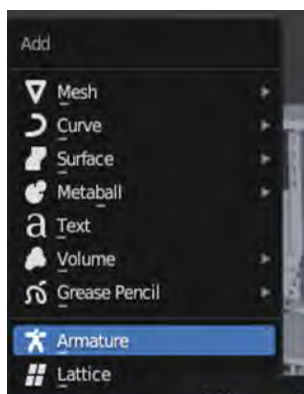 Add
Mesh
Curve
Surface
Metaball
Text
Volume
Grease Pencil
Armature
Lattice